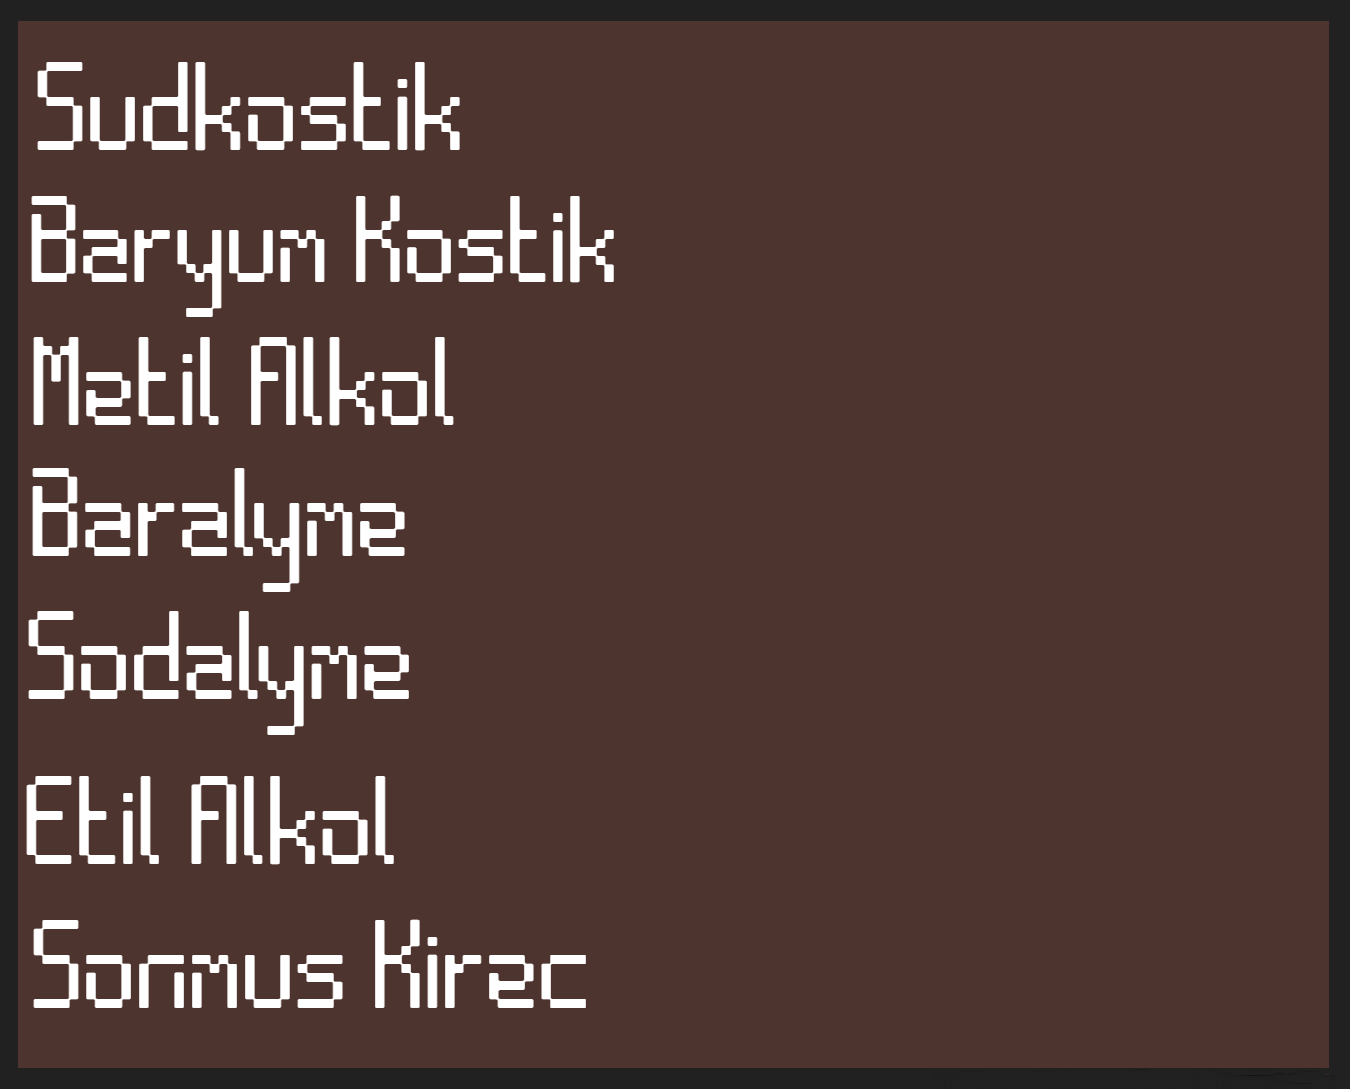 Sudkostik
Baryum Kostik
Metil Alkol
Baralyme
Sodalyme
Etil Alkol
Sonmus Kirec